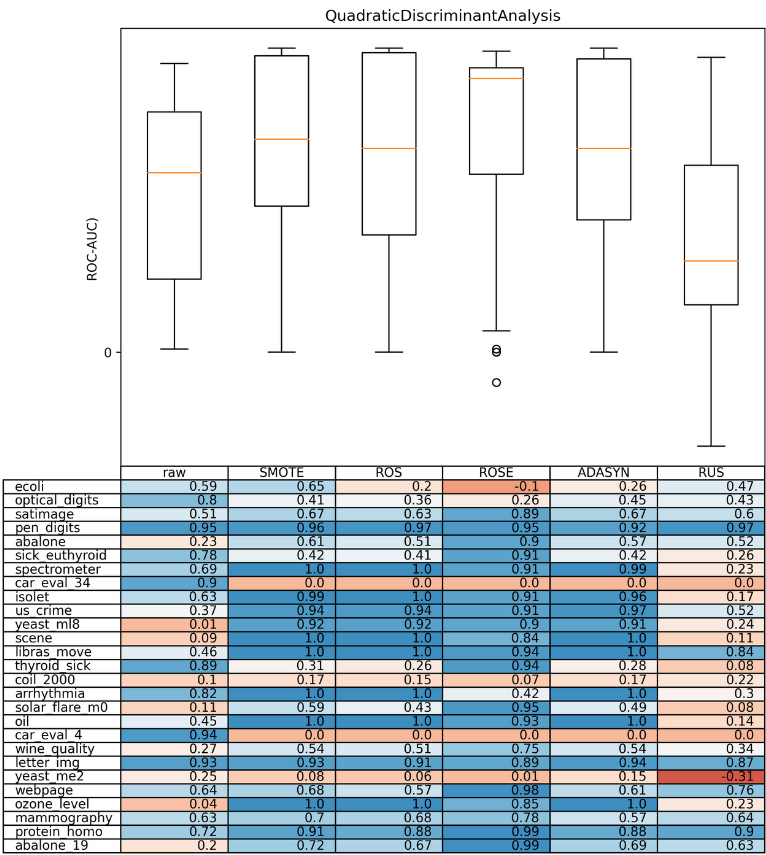 QuadraticDiscriminantAnalysis
ROC-AUC)
0
raw SMOTE ROS ROSE ADASYN RUS
ecoli 0.59 0.65 0.2 -0.1 0.26 0.47
optical_digits 0.8 0.41 0.36 0.26 0.45 0.43
satimage 0.51 0.67 0.63 0.89 0.67 0.6
pen_digits 0.95 0.96 0.97 0.95 0.92 0.97
abalone 0.23 0.61 0.51 0.9 0.57 0.52
sick_euthyroid 0.78 0.42 0.41 0.91 0.42 0.26
spectrometer 0.69 1.0 1.0 0.91 0.99 0.23
car_eval_34 0.9 0.0 0.0 0.0 0.0 0.0
isolet 0.63 0.99 1.0 0.91 0.96 0.17
us_crime 0.37 0.94 0.94 0.91 0.97 0.52
yeast_ml8 0.01 0.92 0.92 0.9 0.91 0.24
scene 0.09 1.0 1.0 0.84 1.0 0.11
libras_move 0.46 1.0 1.0 0.94 1.0 0.84
thyroid_sick 0.89 0.31 0.26 0.94 0.28 0.08
coil_2000 0.1 0.17 0.15 0.07 0.17 0.22
arrhythmia 0.82 1.0 1.0 0.42 1.0 0.3
solar_flare_m0 0.11 0.59 0.43 0.95 0.49 0.08
oil 0.45 1.0 1.0 0.93 1.0 0.14
car_eval_4 0.94 0.0 0.0 0.0 0.0 0.0
wine_quality 0.27 0.54 0.51 0.75 0.54 0.34
letter_img 0.93 0.93 0.91 0.89 0.94 0.87
yeast_me2 0.25 0.08 0.06 0.01 0.15 -0.31
webpage 0.64 0.68 0.57 0.98 0.61 0.76
ozone_level 0.04 1.0 1.0 0.85 1.0 0.23
mammography 0.63 0.7 0.68 0.78 0.57 0.64
protein_homo 0.72 0.91 0.88 0.99 0.88 0.9
abalone_19 0.2 0.72 0.67 0.99 0.69 0.63